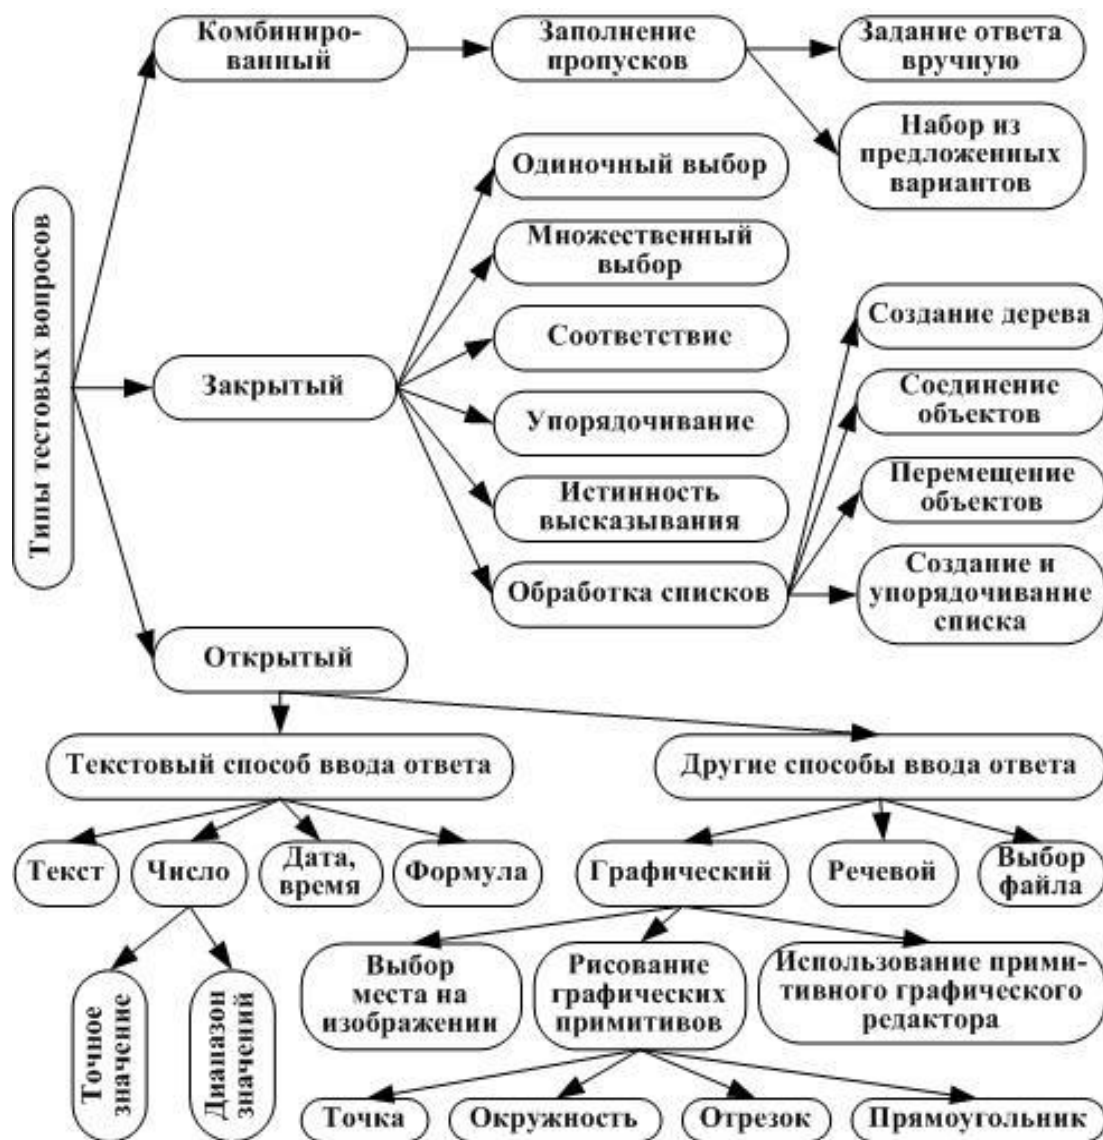 Типы тестовых вопросов
Комбиниро-
ванный
Заполнение
пропусков
Задание ответа
вручную
Набор из
предложенных
вариантов
Закрытый
Одиночный выбор
Множественный
выбор
Соответствие
Упорядочивание
Истинность
высказывания
Обработка списков
Создание дерева
Соединение
объектов
Перемещение
объектов
Создание и
упорядочивание
списка
Открытый
Текстовый способ ввода ответа
Другие способы ввода ответа
Текст
Число
Дата,
время
Формула
Графический
Речевой
Выбор
файла
Точное
значение
Диапазон
значений
Выбор
места на
изображении
Рисование
графических
примитивов
Использование прими-
тивного графического
редактора
Точка
Окружность
Отрезок
Прямоугольник